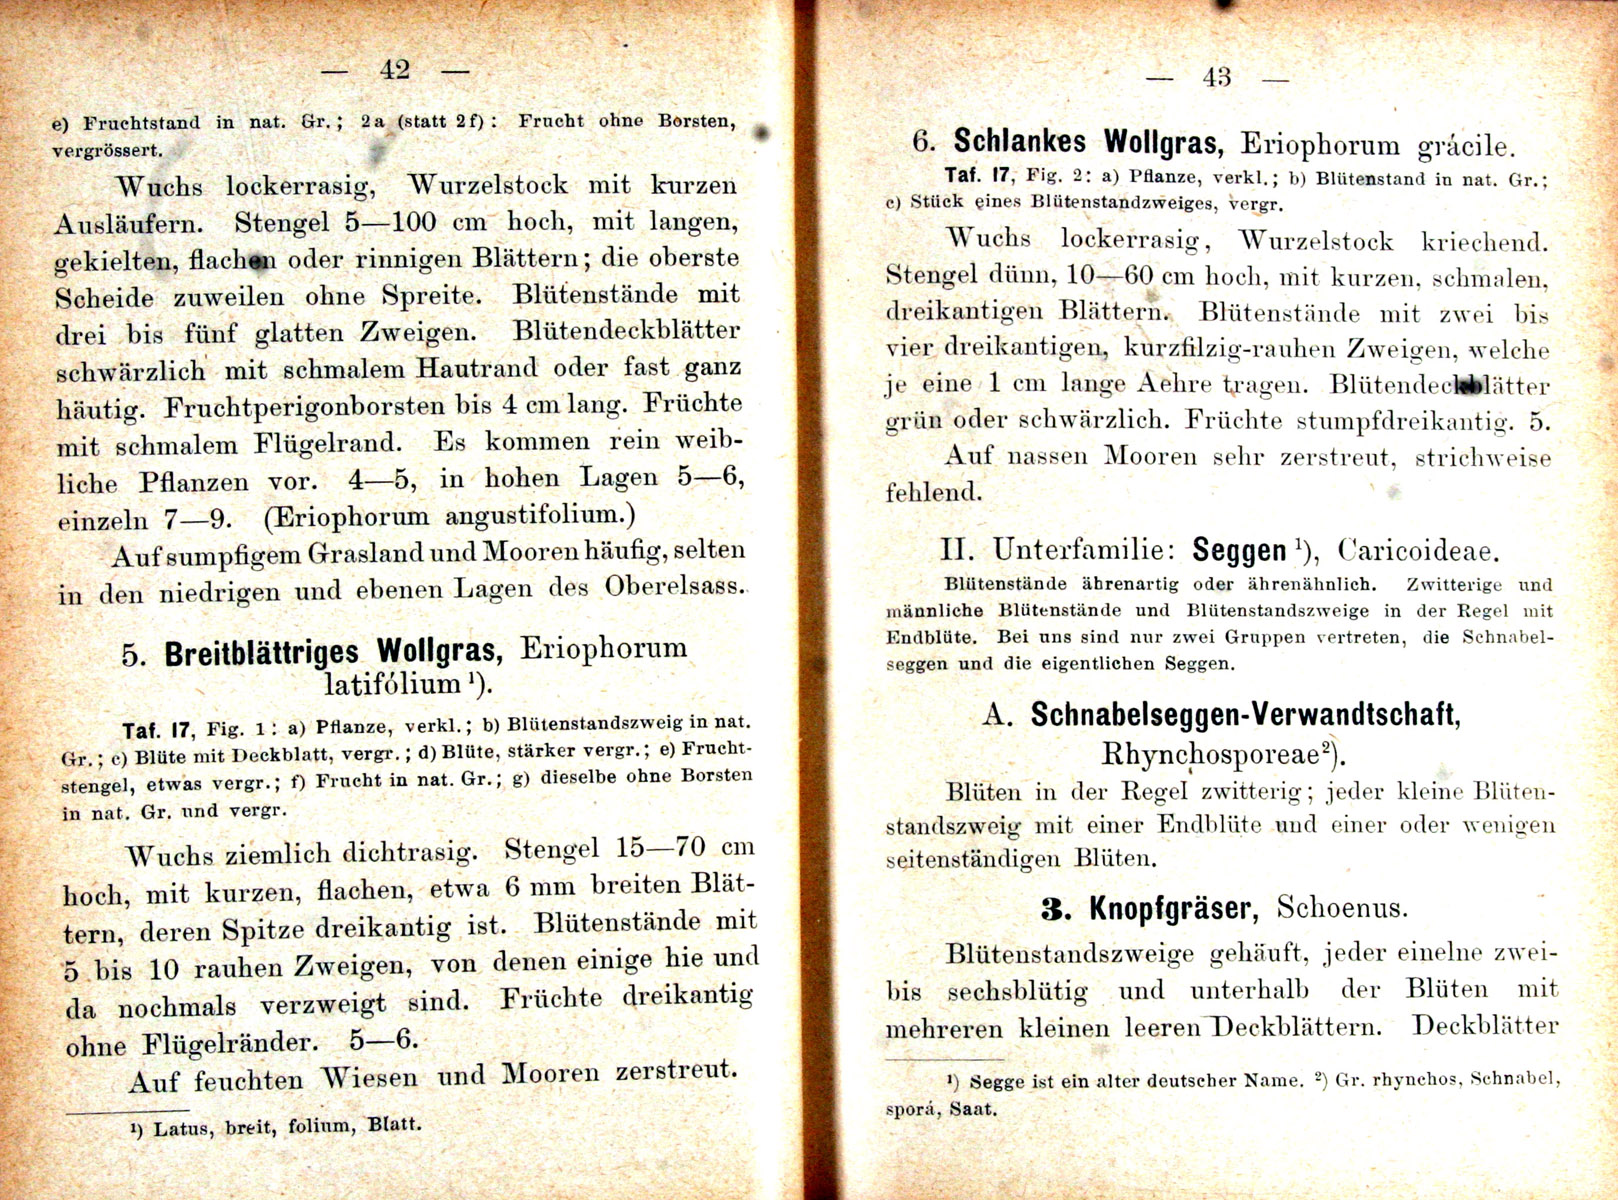 — 42 —
e) Fruchtstand in nat. Gr.; 2a (statt 2f): Frucht ohne Borsten,
vergrössert.
Wuchs lockerrasig, Wurzelstock mit kurzen
Ausläufern. Stengel 5—100 cm hoch, mit langen,
gekielten, flachen oder rinnigen Blättern; die oberste
Scheide zuweilen ohne Spreite. Blütenstände mit
drei bis fünf glatten Zweigen. Blütendeckblätter
schwärzlich mit schmalem Hautrand oder fast ganz
häutig. Fruchtperigonborsten bis 4 cm lang. Früchte
mit schmalem Flügelrand. Es kommen rein weib-
liche Pflanzen vor. 4—5, in hohen Lagen 5—6,
einzeln 7—9. (Eriophorum angustifolium.)
Auf sumpfigem Grasland und Mooren häufig, selten
in den niedrigen und ebenen Lagen des Oberelsass.
5. Breitblättriges Wollgras, Eriophorum
latifólium ¹).
Taf. 17, Fig. 1: a) Pflanze, verkl.; b) Blütenstandszweig in nat.
Gr.; c) Blüte mit Deckblatt, vergr.; d) Blüte, stärker vergr.; e) Frucht-
stengel, etwas vergr.; f) Frucht in nat. Gr.; g) dieselbe ohne Borsten
in nat. Gr. und vergr.
Wuchs ziemlich dichtrasig. Stengel 15—70 cm
hoch, mit kurzen, flachen, etwa 6 mm breiten Blät-
tern, deren Spitze dreikantig ist. Blütenstände mit
5 bis 10 rauhen Zweigen, von denen einige hie und
da nochmals verzweigt sind. Früchte dreikantig
ohne Flügelränder. 5—6.
Auf feuchten Wiesen und Mooren zerstreut.
¹) Latus, breit, folium, Blatt.
— 43 —
6. Schlankes Wollgras, Eriophorum grácile.
Taf. 17, Fig. 2: a) Pflanze, verkl.; b) Blütenstand in nat. Gr.;
c) Stück eines Blütenstandzweiges, vergr.
Wuchs lockerrasig, Wurzelstock kriechend.
Stengel dünn, 10—60 cm hoch, mit kurzen, schmalen,
dreikantigen Blättern. Blütenstände mit zwei bis
vier dreikantigen, kurzfilzig-rauhen Zweigen, welche
je eine 1 cm lange Aehre tragen. Blütendeckblätter
grün oder schwärzlich. Früchte stumpfdreikantig. 5.
Auf nassen Mooren sehr zerstreut, strichweise
fehlend.
II. Unterfamilie: Seggen ¹), Caricoideae.
Blütenstände ährenartig oder ährenähnlich. Zwitterige und
männliche Blütenstände und Blütenstandszweige in der Regel mit
Endblüte. Bei uns sind nur zwei Gruppen vertreten, die Schnabel-
seggen und die eigentlichen Seggen.
A. Schnabelseggen-Verwandtschaft,
Rhynchosporeae²).
Blüten in der Regel zwitterig; jeder kleine Blüten-
standszweig mit einer Endblüte und einer oder wenigen
seitenständigen Blüten.
3. Knopfgräser, Schoenus.
Blütenstandszweige gehäuft, jeder einelne zwei-
bis sechsblütig und unterhalb der Blüten mit
mehreren kleinen leeren Deckblättern. Deckblätter
¹) Segge ist ein alter deutscher Name. ²) Gr. rhynchos, Schnabel,
sporá, Saat.